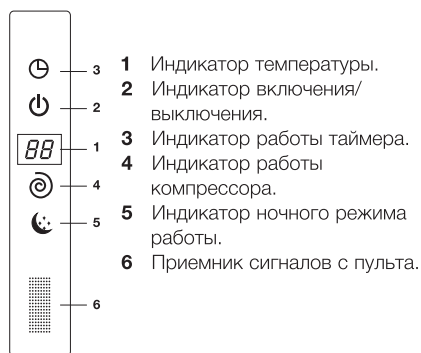 3
2
88
1
4
5
6
1 Индикатор температуры.
2 Индикатор включения/
выключения.
3 Индикатор работы таймера.
4 Индикатор работы
компрессора.
5 Индикатор ночного режима
работы.
6 Приемник сигналов с пульта.